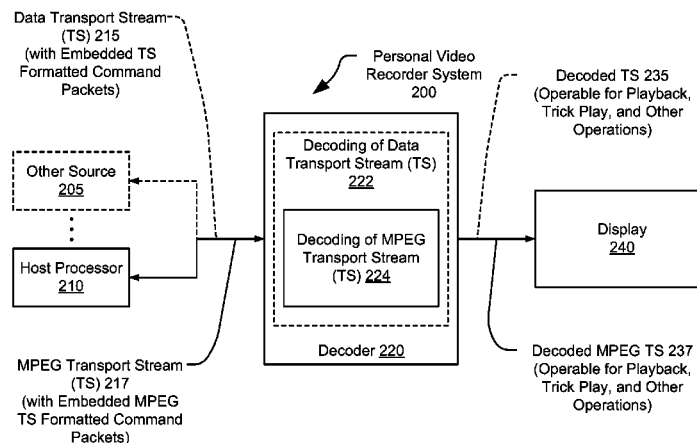 Data Transport Stream
(TS) 215
(with Embedded TS
Formatted Command
Packets)
Personal Video
Recorder System
200
Decoded TS 235
(Operable for Playback,
Trick Play, and Other
Operations)
Other Source
205
Host Processor
210
Decoding of Data
Transport Stream (TS)
222
Decoding of MPEG
Transport Stream
(TS) 224
Decoder 220
Display
240
MPEG Transport Stream
(TS) 217
(with Embedded MPEG
TS Formatted Command
Packets)
Decoded MPEG TS 237
(Operable for Playback,
Trick Play, and Other
Operations)